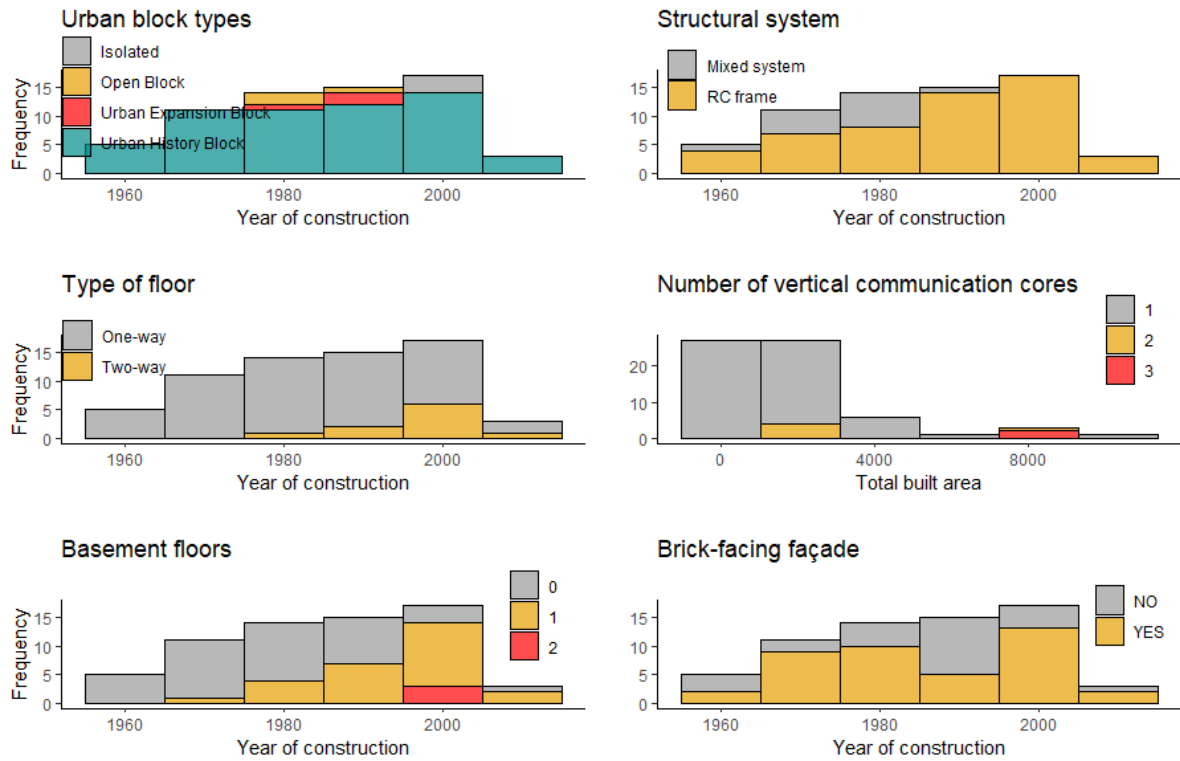 Urban block types
Isolated
Open Block
Urban Expansion Block
Urban History Block
Frequency
15
10
5
0
1960 1980 2000
Year of construction
Structural system
Mixed system
RC frame
15
10
5
0
1960 1980 2000
Year of construction
Type of floor
One-way
Two-way
Frequency
15
10
5
0
1960 1980 2000
Year of construction
Number of vertical communication cores
1
2
3
20
10
0
0 4000 8000
Total built area
Basement floors
0
1
2
Frequency
15
10
5
0
1960 1980 2000
Year of construction
Brick-facing façade
NO
YES
15
10
5
0
1960 1980 2000
Year of construction